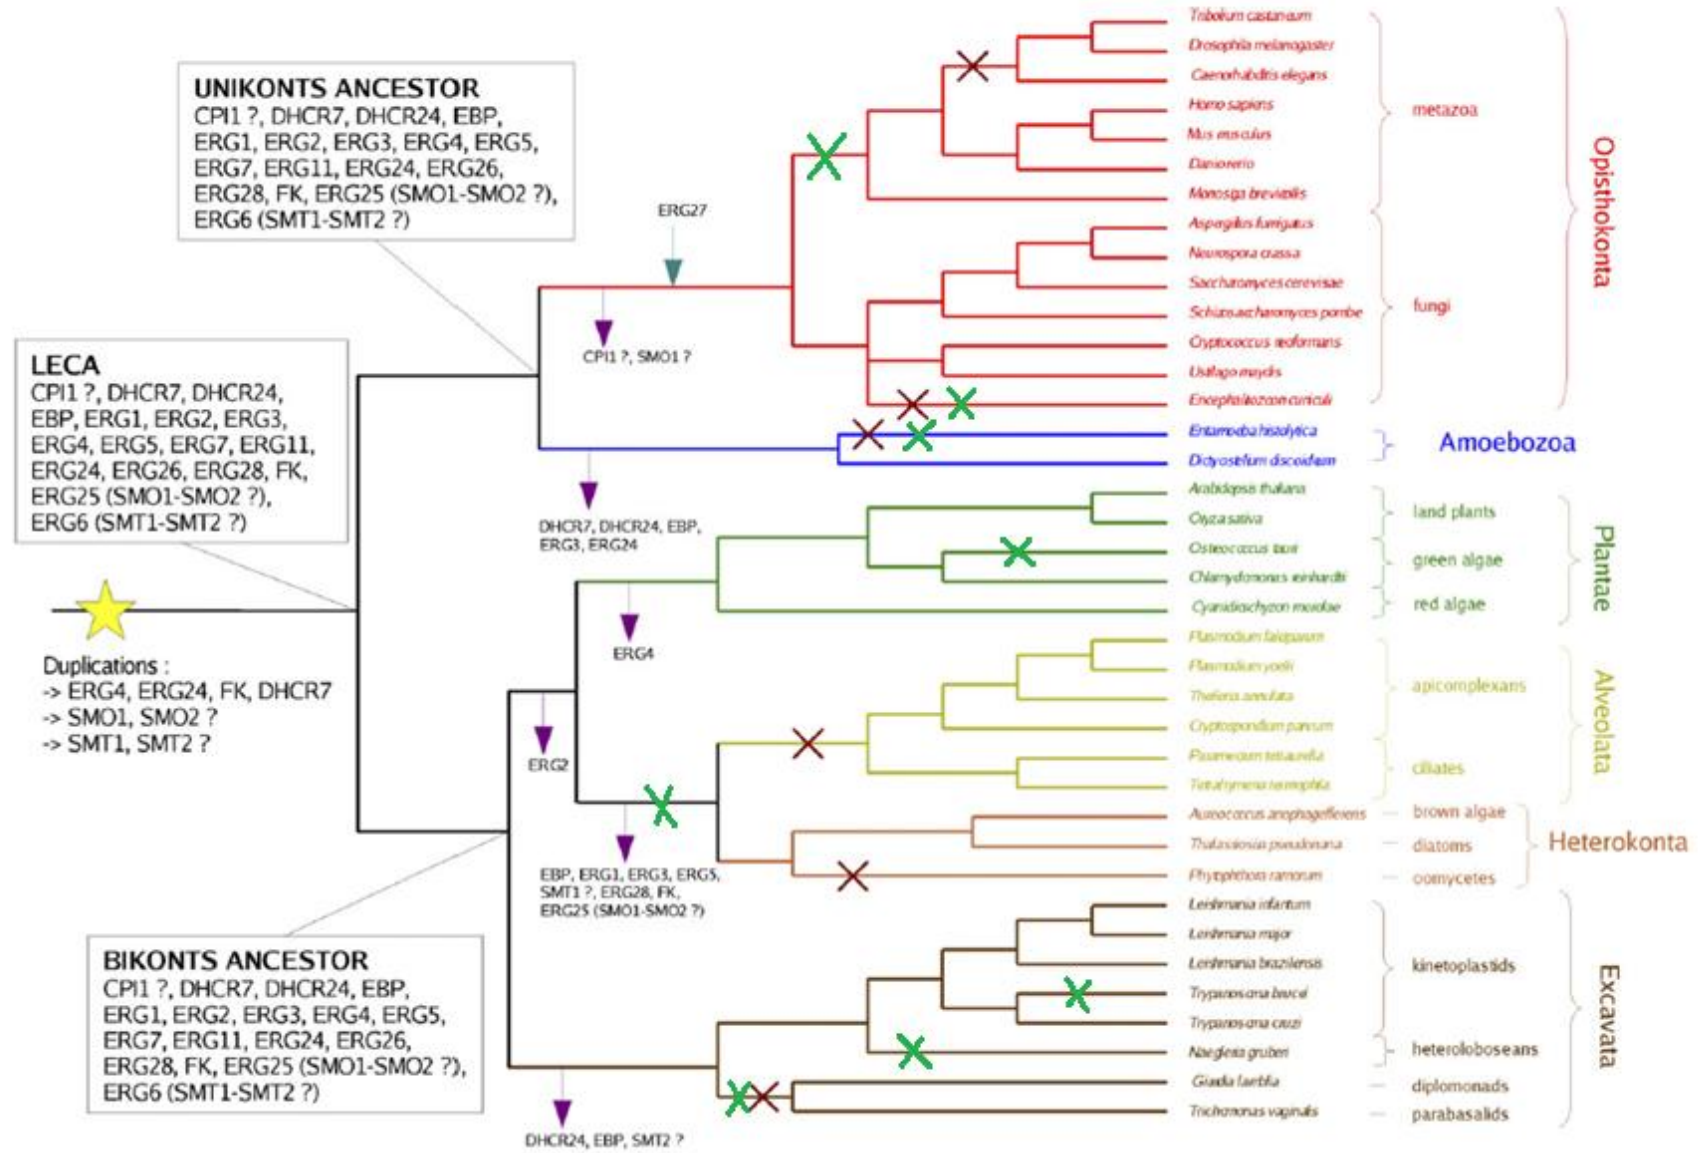 UNIKONTS ANCESTOR
CPI1 ?, DHCR7, DHCR24, EBP,
ERG1, ERG2, ERG3, ERG4, ERG5,
ERG7, ERG11, ERG24, ERG26,
ERG28, FK, ERG25 (SMO1-SMO2 ?),
ERG6 (SMT1-SMT2 ?)
LECA
CPI1 ?, DHCR7, DHCR24,
EBP, ERG1, ERG2, ERG3,
ERG4, ERG5, ERG7, ERG11,
ERG24, ERG26, ERG28, FK,
ERG25 (SMO1-SMO2 ?),
ERG6 (SMT1-SMT2 ?)
Duplications :
-> ERG4, ERG24, FK, DHCR7
-> SMO1, SMO2 ?
-> SMT1, SMT2 ?
BIKONTS ANCESTOR
CPI1 ?, DHCR7, DHCR24, EBP,
ERG1, ERG2, ERG3, ERG4, ERG5,
ERG7, ERG11, ERG24, ERG26,
ERG28, FK, ERG25 (SMO1-SMO2 ?),
ERG6 (SMT1-SMT2 ?)
ERG27
CPI1 ?, SMO1 ?
DHCR7, DHCR24, EBP,
ERG3, ERG24
ERG4
ERG2
EBP, ERG1, ERG3, ERG5,
SMT1 ?, ERG28, FK,
ERG25 (SMO1-SMO2 ?)
DHCR24, EBP, SMT2 ?
Tribolium castaneum
Drosophila melanogaster
Caenorhabditis elegans
Homo sapiens
Mus musculus
Danio rerio
Monosiga brevicollis
Aspergillus fumigatus
Neurospora crassa
Saccharomyces cerevisae
Schizosaccharomyces pombe
Cryptococcus neoformans
Ustilago maydis
Encephalitozoon cuniculi
Entamoeba histolytica
Dictyostelium discoideum
Arabidopsis thaliana
Oryza sativa
Osteococcus tauri
Chlamydomonas reinhardtii
Cyanidioschyzon merolae
Plasmodium falciparum
Plasmodium yoelii
Theileria annulata
Cryptosporidium parvum
Paramecium tetraurelia
Tetrahymena termophila
Aureococcus anophagefferens
Thalassiosira pseudonana
Phytophthora ramorum
Leishmania infantum
Leishmania major
Leishmania braziliensis
Trypanosoma brucei
Trypanosoma cruzi
Naegleria gruberi
Giardia lamblia
Trichomonas vaginalis
metazoa
fungi
land plants
green algae
red algae
apicomplexans
ciliates
brown algae
diatoms
oomycetes
kinetoplastids
heteroloboseans
diplomonads
parabasalids
Opisthokonta
Amoebozoa
Plantae
Alveolata
Heterokonta
Excavata